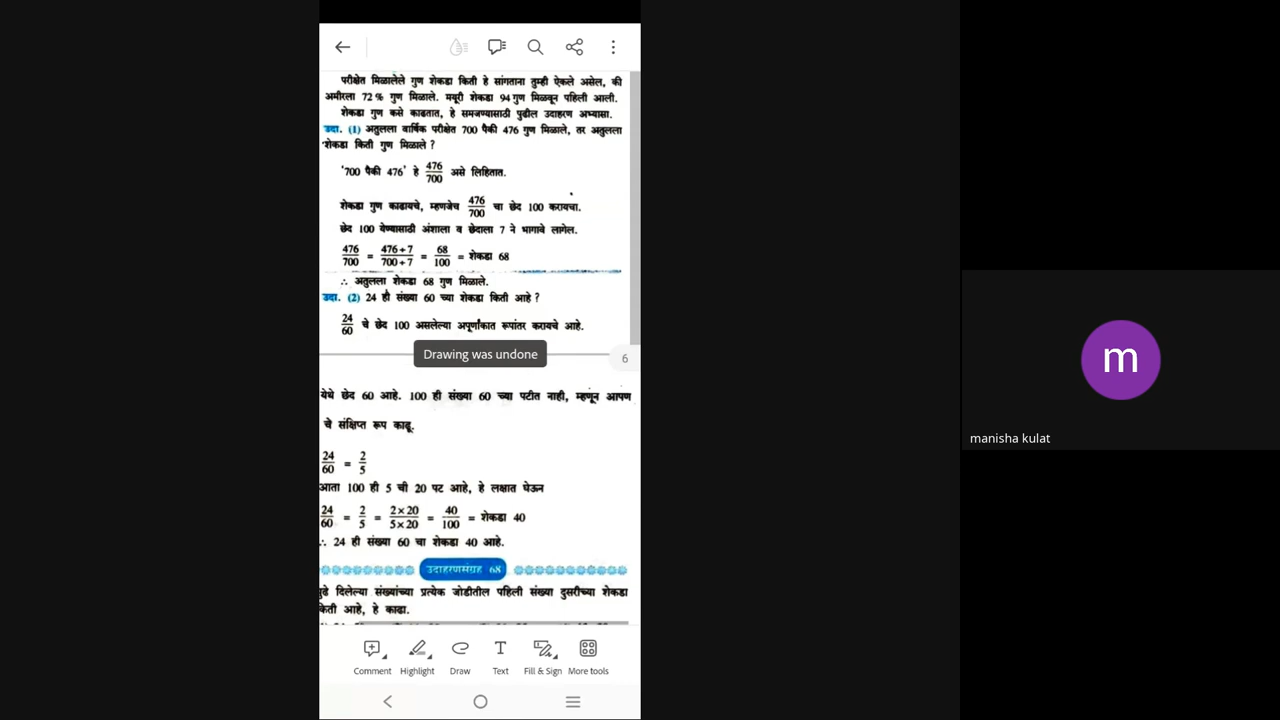 परीक्षेत मिळालेले गुण शेकडा किती हे सांगताना तुम्ही ऐकले असेल, की
अमीरला 72 % गुण मिळाले. मयूरी शेकडा 94 गुण मिळवून पहिली आली.
शेकडा गुण कसे काढतात, हे समजण्यासाठी पुढील उदाहरण अभ्यासा.
उदा. (1) अतुलला वार्षिक परीक्षेत 700 पैकी 476 गुण मिळाले, तर अतुलला
शेकडा किती गुण मिळाले ?
'700 पैकी 476' हे 476/700 असे लिहितात.
शेकडा गुण काढायचे, म्हणजेच 476/700 चा छेद 100 करायचा.
छेद 100 येण्यासाठी अंशाला व छेदाला 7 ने भागावे लागेल.
476/700 = 476÷7/700÷7 = 68/100 = शेकडा 68
∴ अतुलला शेकडा 68 गुण मिळाले.
उदा. (2) 24 ही संख्या 60 च्या शेकडा किती आहे ?
24/60 चे छेद 100 असलेल्या अपूर्णांकात रूपांतर करायचे आहे.
Drawing was undone
6
येथे छेद 60 आहे. 100 ही संख्या 60 च्या पटीत नाही, म्हणून आपण
चे संक्षिप्त रूप काढू.
24/60 = 2/5
आता 100 ही 5 ची 20 पट आहे, हे लक्षात घेऊन
24/60 = 2/5 = 2×20/5×20 = 40/100 = शेकडा 40
∴ 24 ही संख्या 60 चा शेकडा 40 आहे.
उदाहरणसंग्रह 68
पुढे दिलेल्या संख्यांच्या प्रत्येक जोडीतील पहिली संख्या दुसरीच्या शेकडा
किती आहे, हे काढा.
Comment Highlight Draw Text Fill & Sign More tools
m
manisha kulat